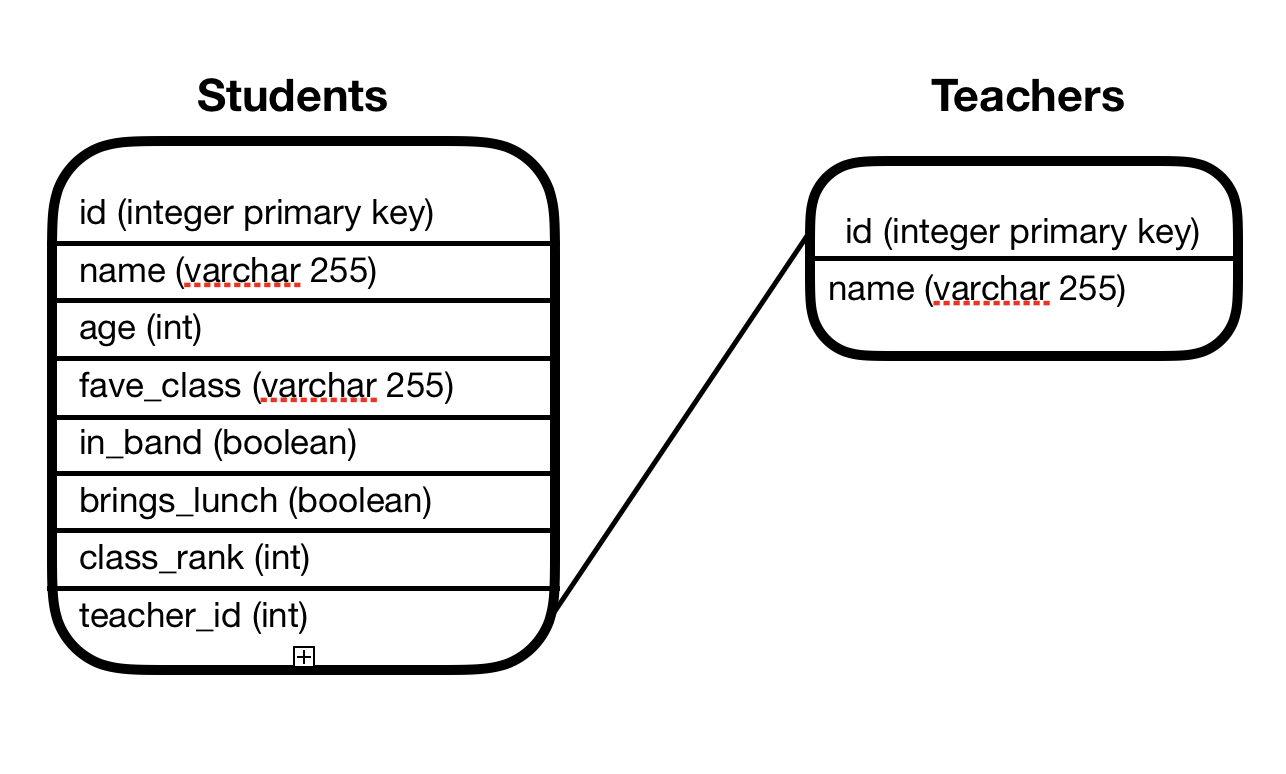 Students
id (integer primary key)
name (varchar 255)
age (int)
fave_class (varchar 255)
in_band (boolean)
brings_lunch (boolean)
class_rank (int)
teacher_id (int)
Teachers
id (integer primary key)
name (varchar 255)